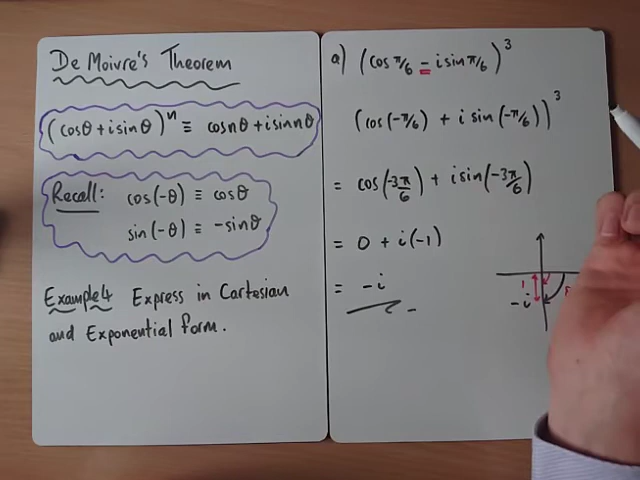 De Moivre's Theorem
(cosθ + isinθ)ⁿ ≡ cosnθ + isinnθ
Recall: cos(-θ) ≡ cosθ
sin(-θ) ≡ -sinθ
Example 4 Express in Cartesian
and Exponential form.
a) (cos π/6 - isin π/6)³
(cos(-π/6) + i sin(-π/6))³
= cos(-3π/6) + isin(-3π/6)
= 0 + i(-1)
= -i
1
-i